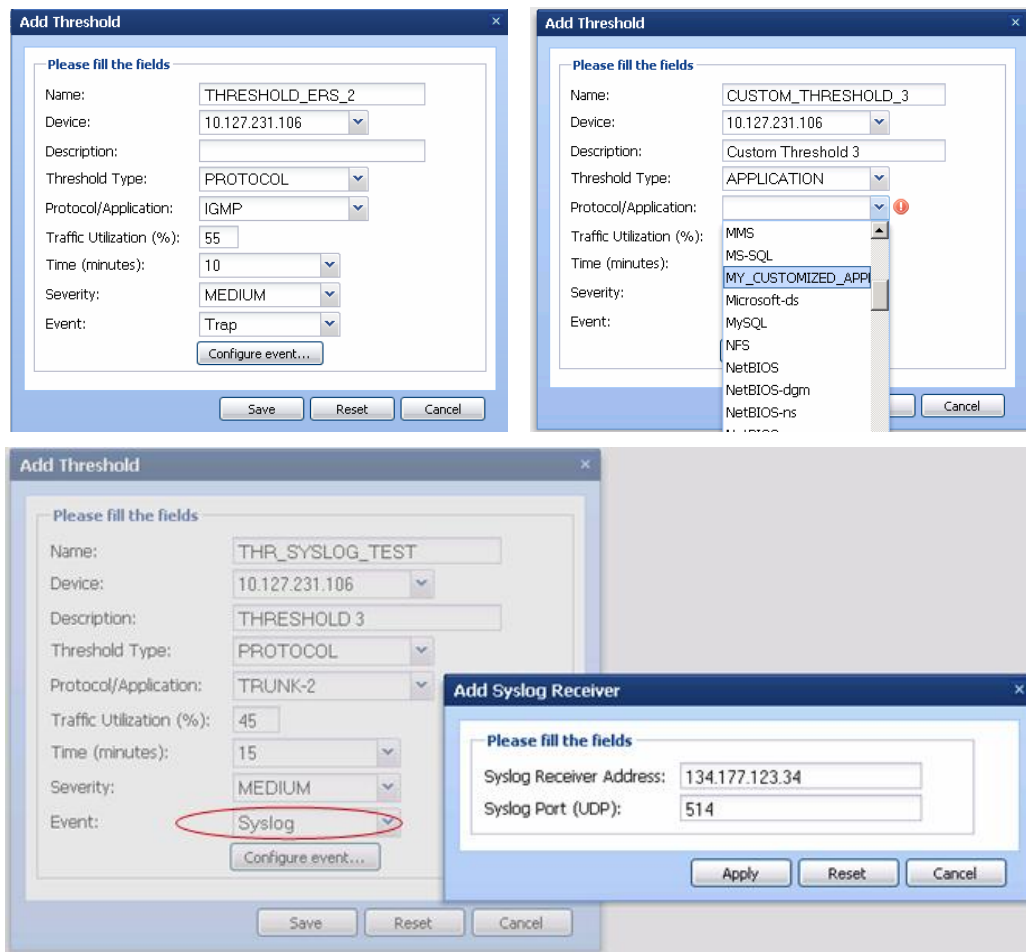 Add Threshold
Please fill the fields
Name: THRESHOLD_ERS_2
Device: 10.127.231.106
Description:
Threshold Type: PROTOCOL
Protocol/Application: IGMP
Traffic Utilization (%): 55
Time (minutes): 10
Severity: MEDIUM
Event: Trap
Configure event...
Save Reset Cancel
Add Threshold
Please fill the fields
Name: CUSTOM_THRESHOLD_3
Device: 10.127.231.106
Description: Custom Threshold 3
Threshold Type: APPLICATION
Protocol/Application:
Traffic Utilization (%):
Time (minutes):
Severity:
Event:
MMS
MS-SQL
MY_CUSTOMIZED_APPL
Microsoft-ds
MySQL
NFS
NetBIOS
NetBIOS-dgm
NetBIOS-ns
Cancel
Add Threshold
Please fill the fields
Name: THR_SYSLOG_TEST
Device: 10.127.231.106
Description: THRESHOLD 3
Threshold Type: PROTOCOL
Protocol/Application: TRUNK-2
Traffic Utilization (%): 45
Time (minutes): 15
Severity: MEDIUM
Event: Syslog
Configure event...
Save Reset Cancel
Add Syslog Receiver
Please fill the fields
Syslog Receiver Address: 134.177.123.34
Syslog Port (UDP): 514
Apply Reset Cancel